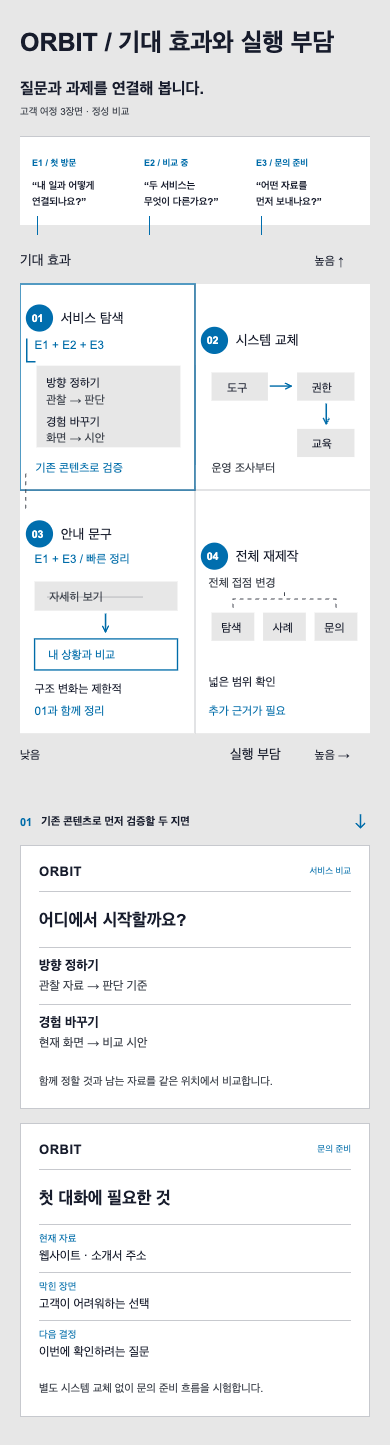 ORBIT / 기대 효과와 실행 부담
질문과 과제를 연결해 봅니다.
고객 여정 3장면 · 정성 비교
E1 / 첫 방문
“내 일과 어떻게
연결되나요?”
E2 / 비교 중
“두 서비스는
무엇이 다른가요?”
E3 / 문의 준비
“어떤 자료를
먼저 보내나요?”
기대 효과
높음 ↑
01 서비스 탐색
E1 + E2 + E3
방향 정하기
관찰 → 판단
경험 바꾸기
화면 → 시안
기존 콘텐츠로 검증
02 시스템 교체
도구 → 권한
↓
교육
운영 조사부터
03 안내 문구
E1 + E3 / 빠른 정리
자세히 보기
↓
내 상황과 비교
구조 변화는 제한적
01과 함께 정리
04 전체 재제작
전체 접점 변경
탐색 사례 문의
넓은 범위 확인
추가 근거가 필요
낮음
실행 부담
높음 →
01 기존 콘텐츠로 먼저 검증할 두 지면 ↓
ORBIT
서비스 비교
어디에서 시작할까요?
방향 정하기
관찰 자료 → 판단 기준
경험 바꾸기
현재 화면 → 비교 시안
함께 정할 것과 남는 자료를 같은 위치에서 비교합니다.
ORBIT
문의 준비
첫 대화에 필요한 것
현재 자료
웹사이트 · 소개서 주소
막힌 장면
고객이 어려워하는 선택
다음 결정
이번에 확인하려는 질문
별도 시스템 교체 없이 문의 준비 흐름을 시험합니다.